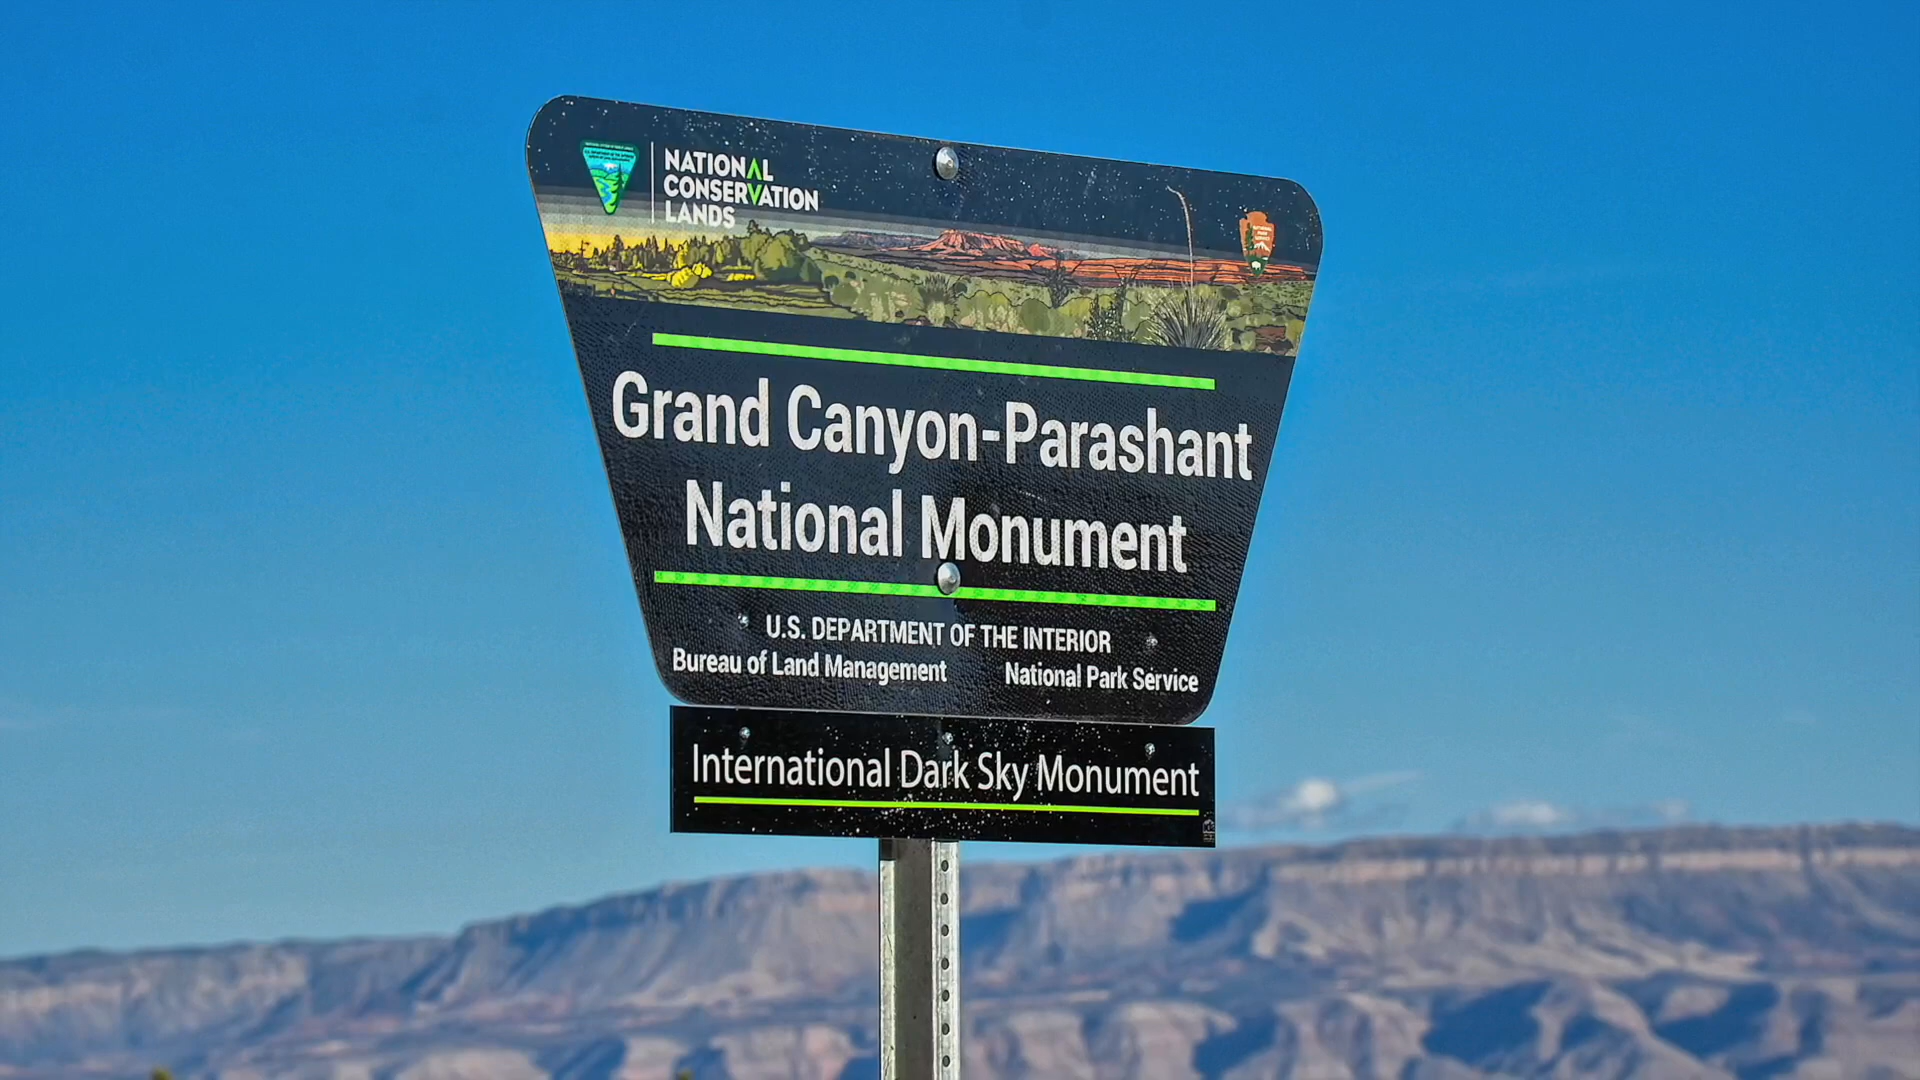 NATIONAL
CONSERVATION
LANDS
Grand Canyon-Parashant
National Monument
U.S. DEPARTMENT OF THE INTERIOR
Bureau of Land Management National Park Service
International Dark Sky Monument